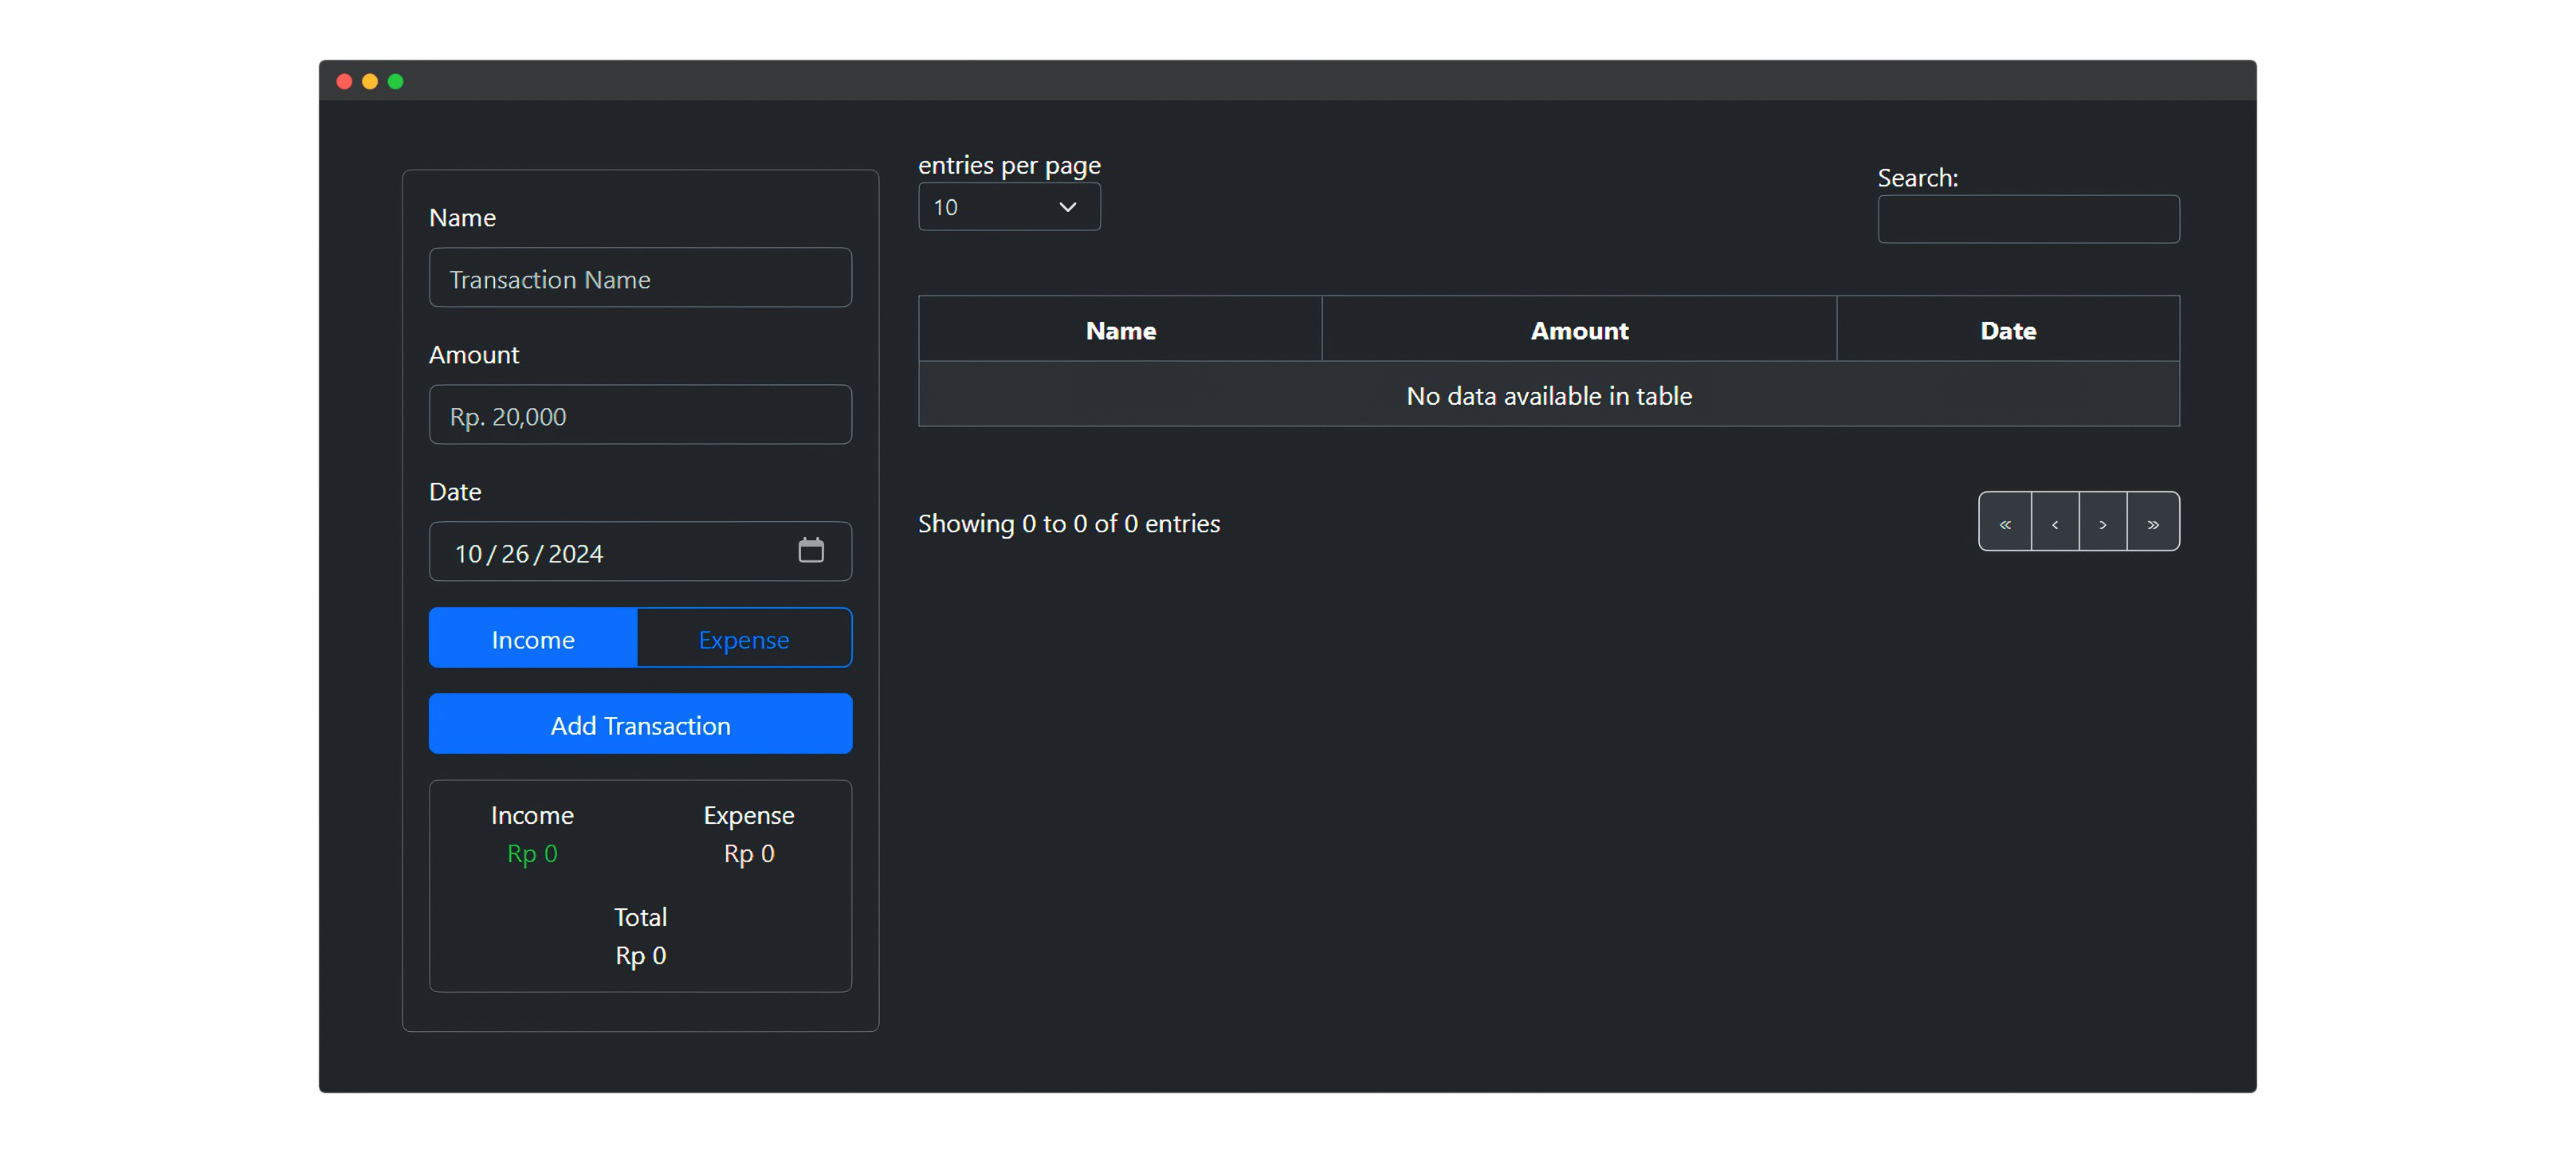 Name
Transaction Name
Amount
Rp. 20,000
Date
10/26/2024
Income Expense
Add Transaction
Income Expense
Rp 0 Rp 0
Total
Rp 0
entries per page
10
Search:
Name Amount Date
No data available in table
Showing 0 to 0 of 0 entries
« ‹ › »